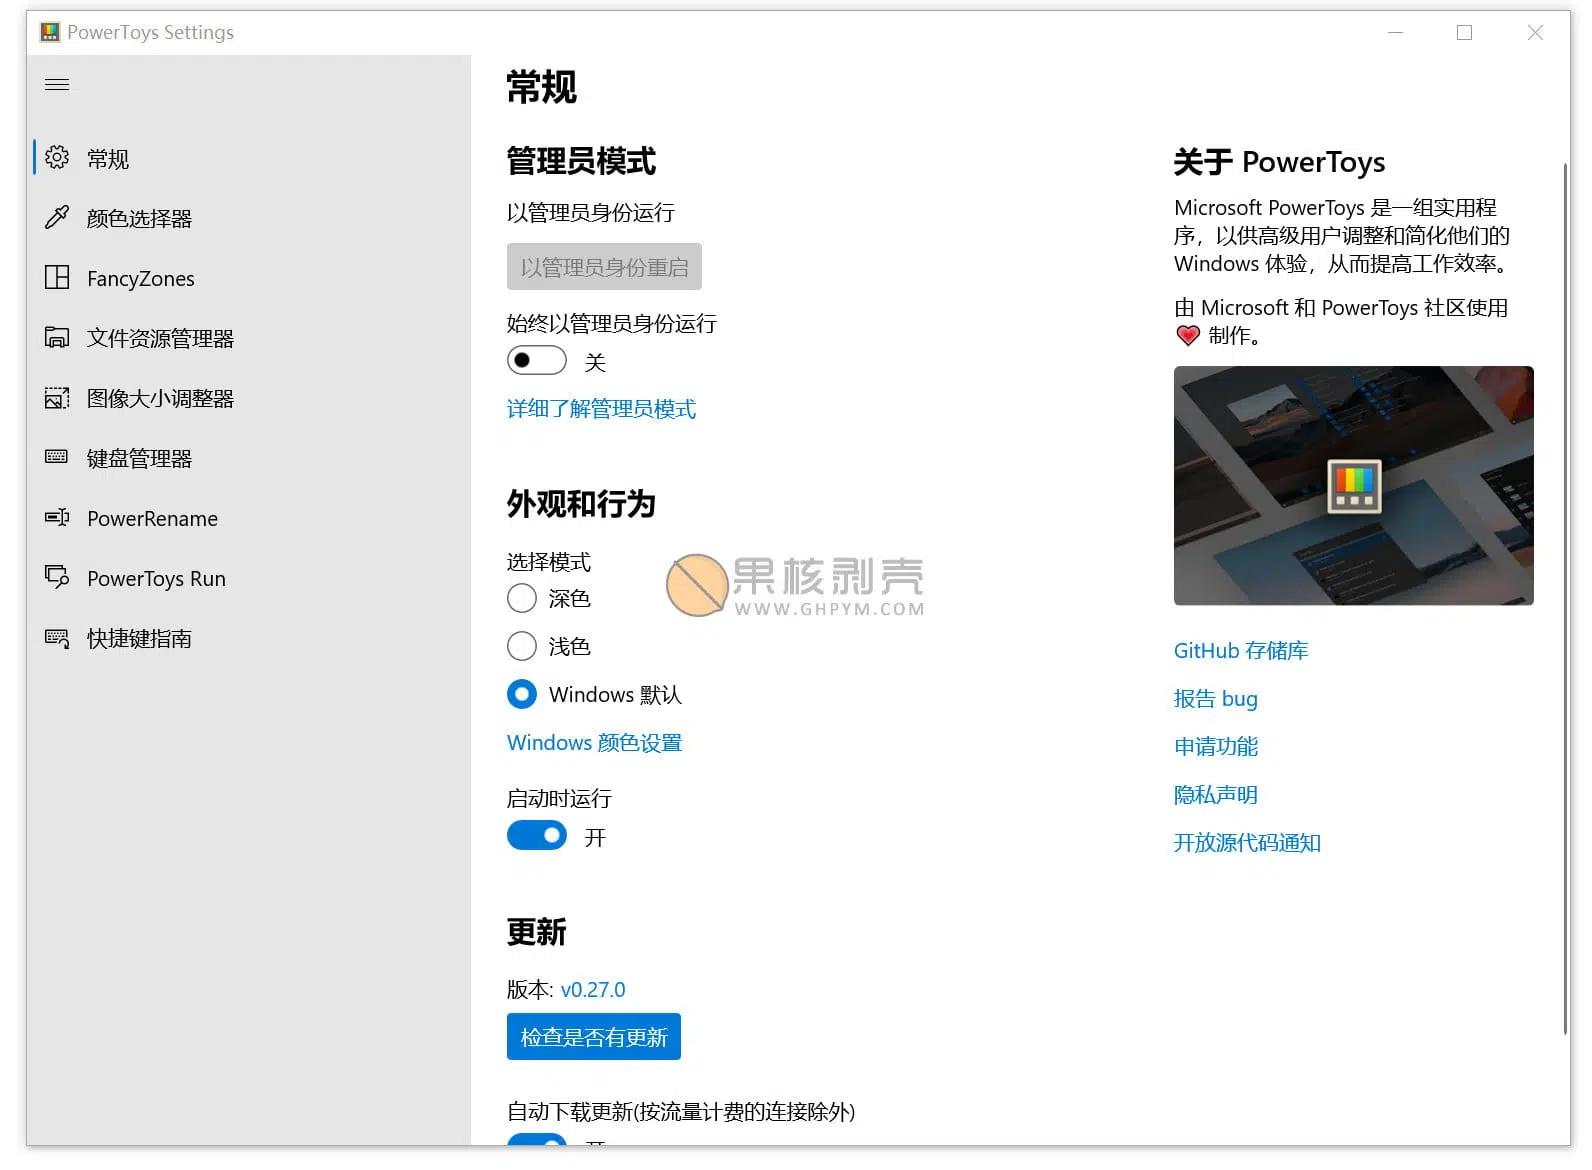 PowerToys Settings
常规
颜色选择器
FancyZones
文件资源管理器
图像大小调整器
键盘管理器
PowerRename
PowerToys Run
快捷键指南
常规
管理员模式
以管理员身份运行
以管理员身份重启
始终以管理员身份运行
关
详细了解管理员模式
外观和行为
选择模式
深色
浅色
Windows 默认
Windows 颜色设置
启动时运行
开
更新
版本: v0.27.0
检查是否有更新
自动下载更新(按流量计费的连接除外)
关于 PowerToys
Microsoft PowerToys 是一组实用程
序，以供高级用户调整和简化他们的
Windows 体验，从而提高工作效率。
由 Microsoft 和 PowerToys 社区使用
💗 制作。
GitHub 存储库
报告 bug
申请功能
隐私声明
开放源代码通知
果核剥壳
WWW.GHPYM.COM